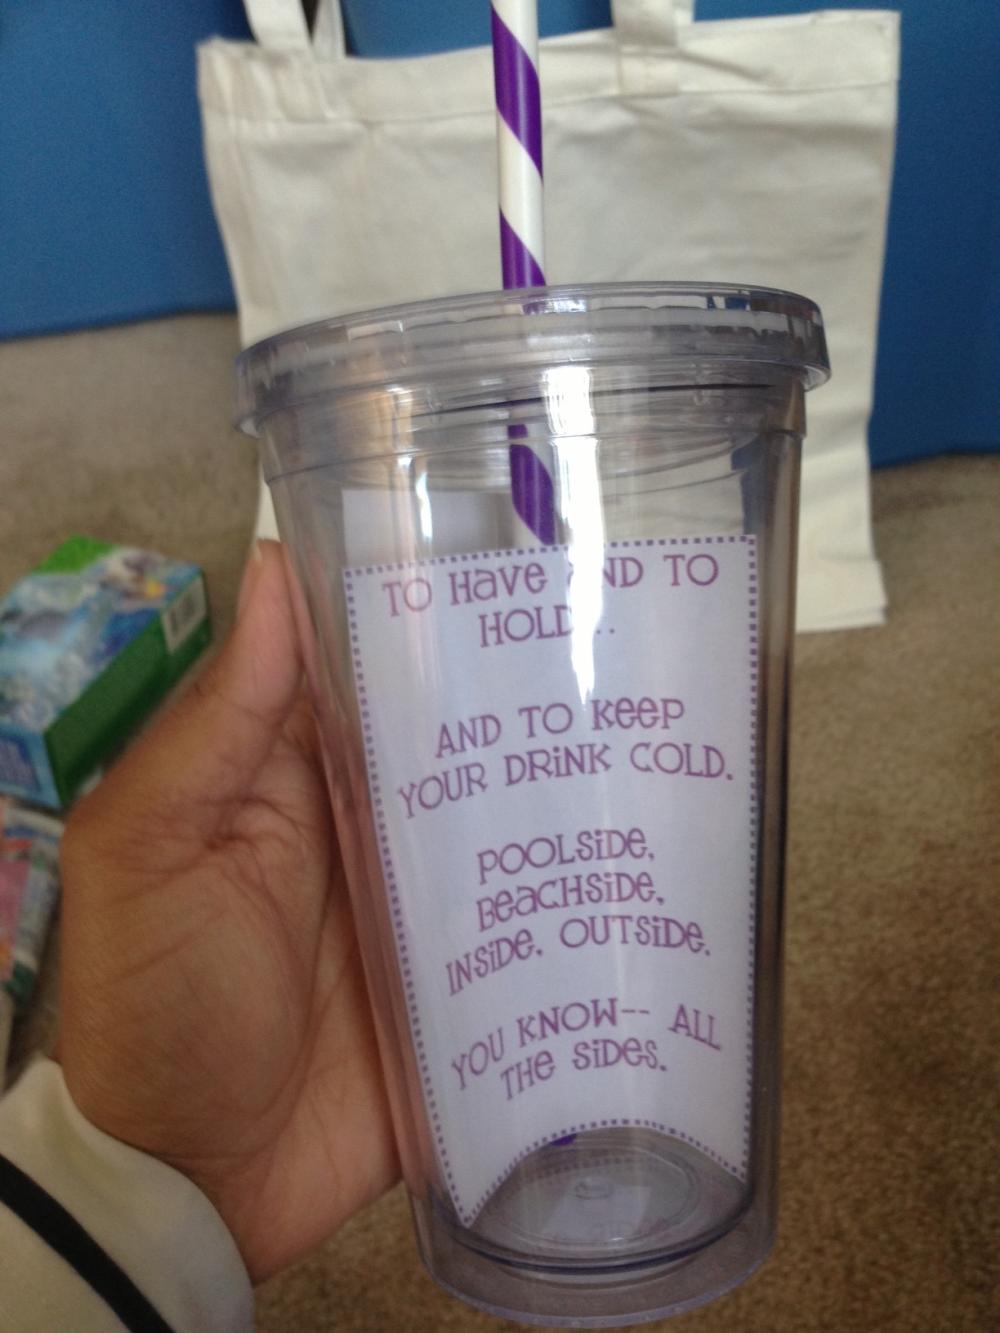 TO Have AND TO
HOLD...
AND TO Keep
YOUR DRiNK COLD.
POOLSiDe,
BeaCHSiDe,
iNSiDe, OUTSiDe.
YOU KNOW-- ALL
THe SiDeS.